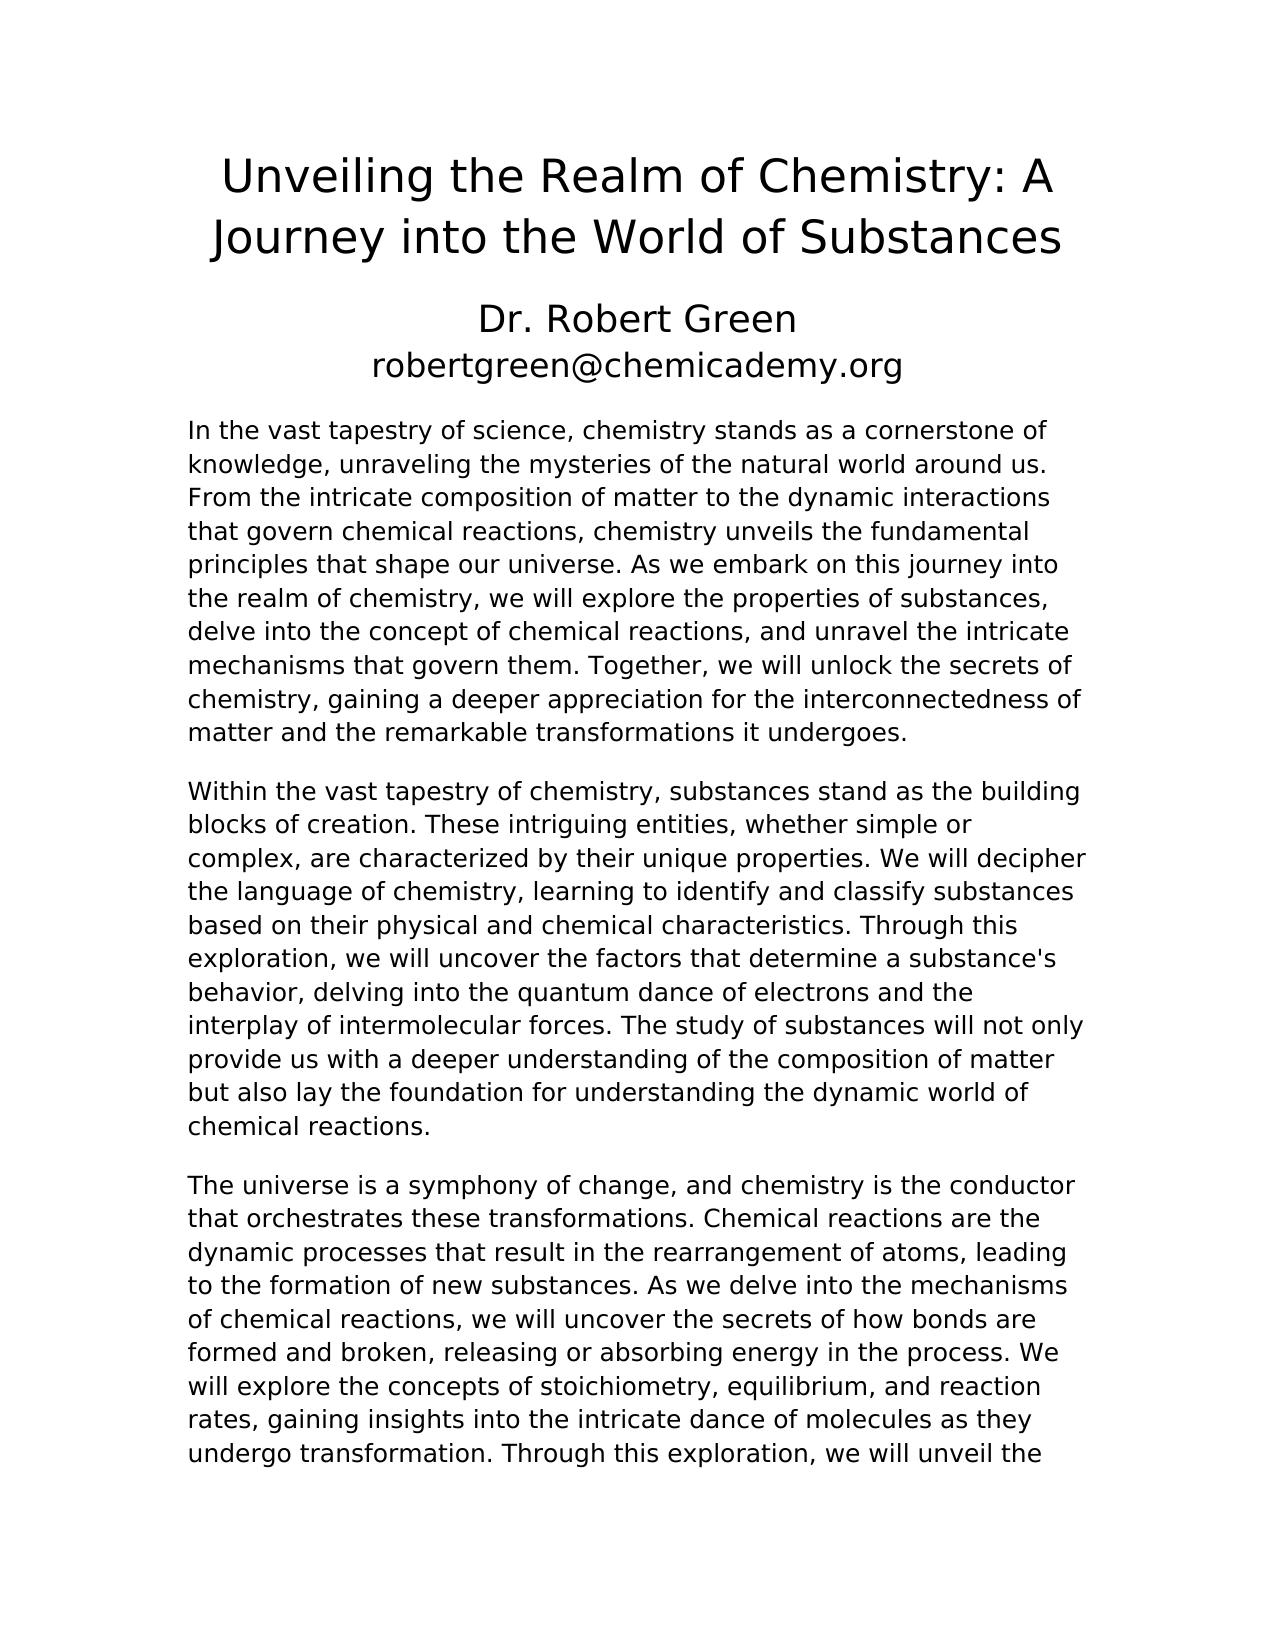 Unveiling the Realm of Chemistry: A
Journey into the World of Substances
Dr. Robert Green
robertgreen@chemicademy.org
In the vast tapestry of science, chemistry stands as a cornerstone of
knowledge, unraveling the mysteries of the natural world around us.
From the intricate composition of matter to the dynamic interactions
that govern chemical reactions, chemistry unveils the fundamental
principles that shape our universe. As we embark on this journey into
the realm of chemistry, we will explore the properties of substances,
delve into the concept of chemical reactions, and unravel the intricate
mechanisms that govern them. Together, we will unlock the secrets of
chemistry, gaining a deeper appreciation for the interconnectedness of
matter and the remarkable transformations it undergoes.
Within the vast tapestry of chemistry, substances stand as the building
blocks of creation. These intriguing entities, whether simple or
complex, are characterized by their unique properties. We will decipher
the language of chemistry, learning to identify and classify substances
based on their physical and chemical characteristics. Through this
exploration, we will uncover the factors that determine a substance's
behavior, delving into the quantum dance of electrons and the
interplay of intermolecular forces. The study of substances will not only
provide us with a deeper understanding of the composition of matter
but also lay the foundation for understanding the dynamic world of
chemical reactions.
The universe is a symphony of change, and chemistry is the conductor
that orchestrates these transformations. Chemical reactions are the
dynamic processes that result in the rearrangement of atoms, leading
to the formation of new substances. As we delve into the mechanisms
of chemical reactions, we will uncover the secrets of how bonds are
formed and broken, releasing or absorbing energy in the process. We
will explore the concepts of stoichiometry, equilibrium, and reaction
rates, gaining insights into the intricate dance of molecules as they
undergo transformation. Through this exploration, we will unveil the